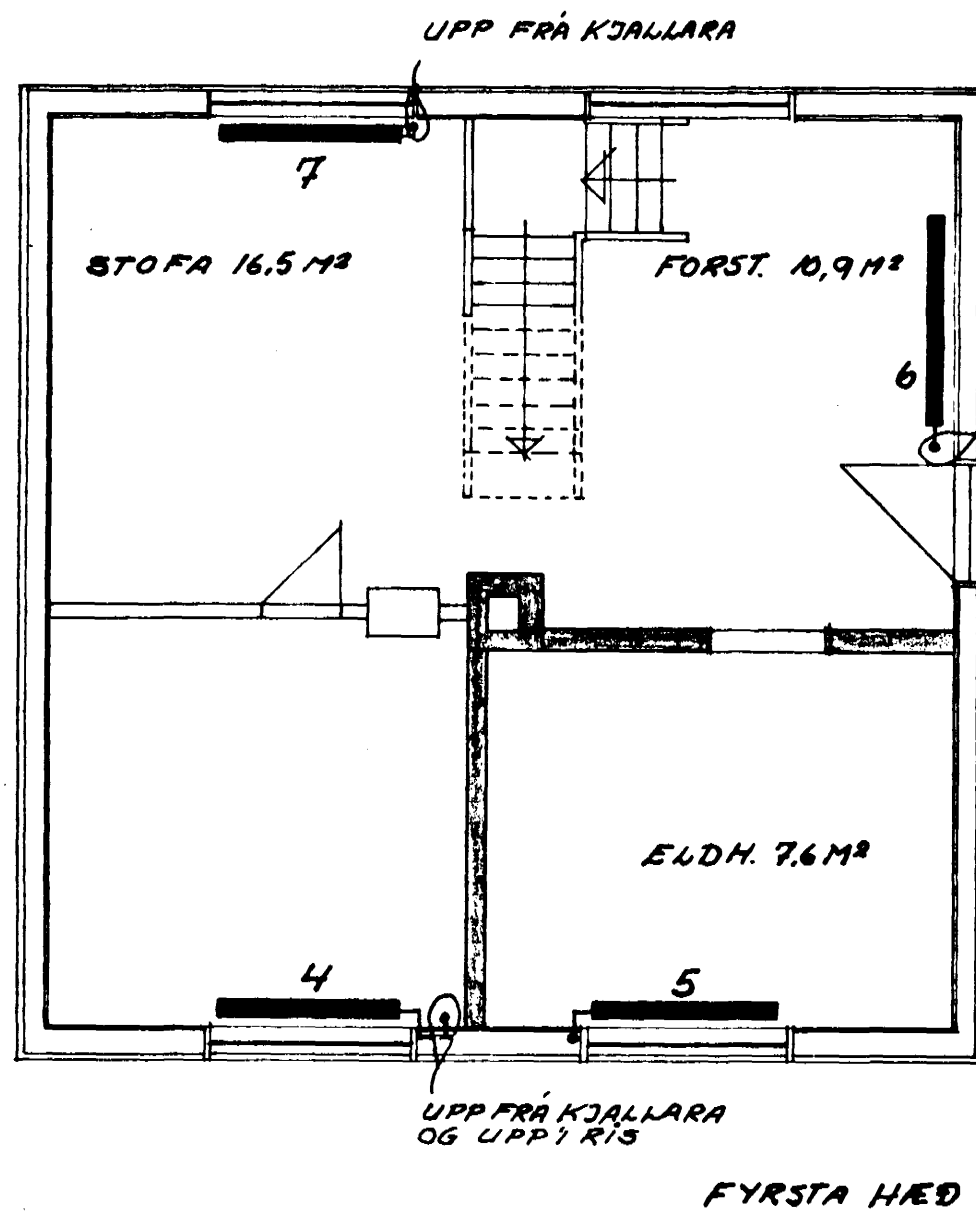 UPP FRÁ KJALLARA
7
STOFA 16,5 M²
FORST. 10,9 M²
6
ELDH. 7,6 M²
4
5
UPP FRÁ KJALLARA
OG UPP Í RIS
FYRSTA HÆÐ